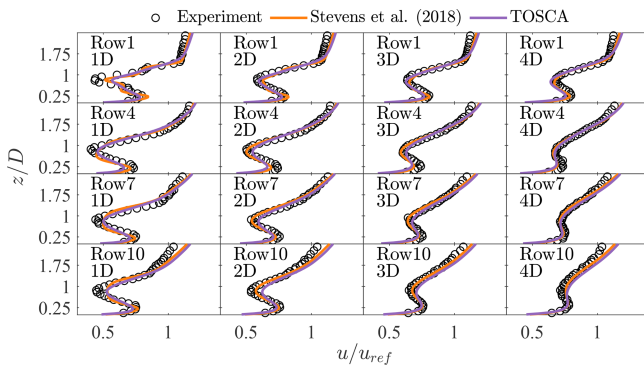 Experiment Stevens et al. (2018) TOSCA
Row1 Row1 Row1 Row1
1.75 1D 2D 3D 4D
1
0.25
Row4 Row4 Row4 Row4
1.75 1D 2D 3D 4D
1
0.25
z/D
Row7 Row7 Row7 Row7
1.75 1D 2D 3D 4D
1
0.25
Row10 Row10 Row10 Row10
1.75 1D 2D 3D 4D
1
0.25
0.5 1 0.5 1 0.5 1 0.5 1
u/u_ref